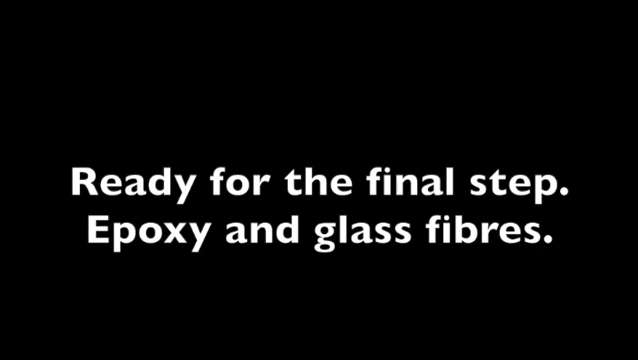 Ready for the final step.
Epoxy and glass fibres.